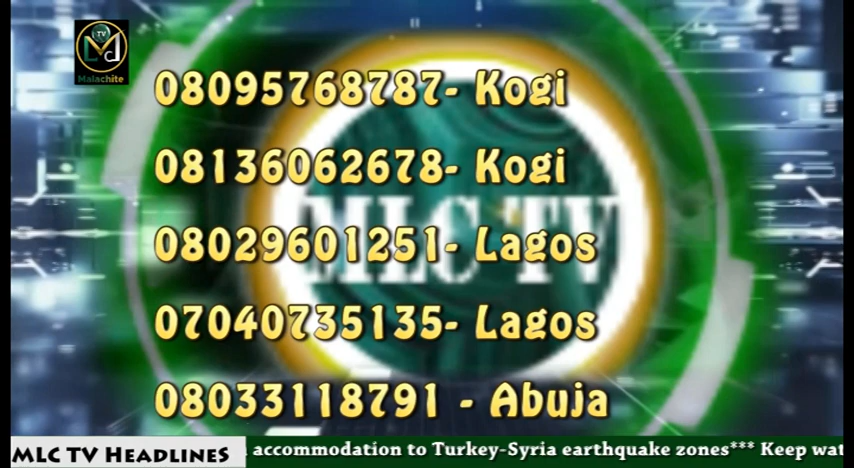 TV
Malachite
08095768787- Kogi
08136062678- Kogi
08029601251- Lagos
07040735135- Lagos
08033118791 - Abuja
MLC TV
MLC TV HEADLINES
accommodation to Turkey-Syria earthquake zones*** Keep wat